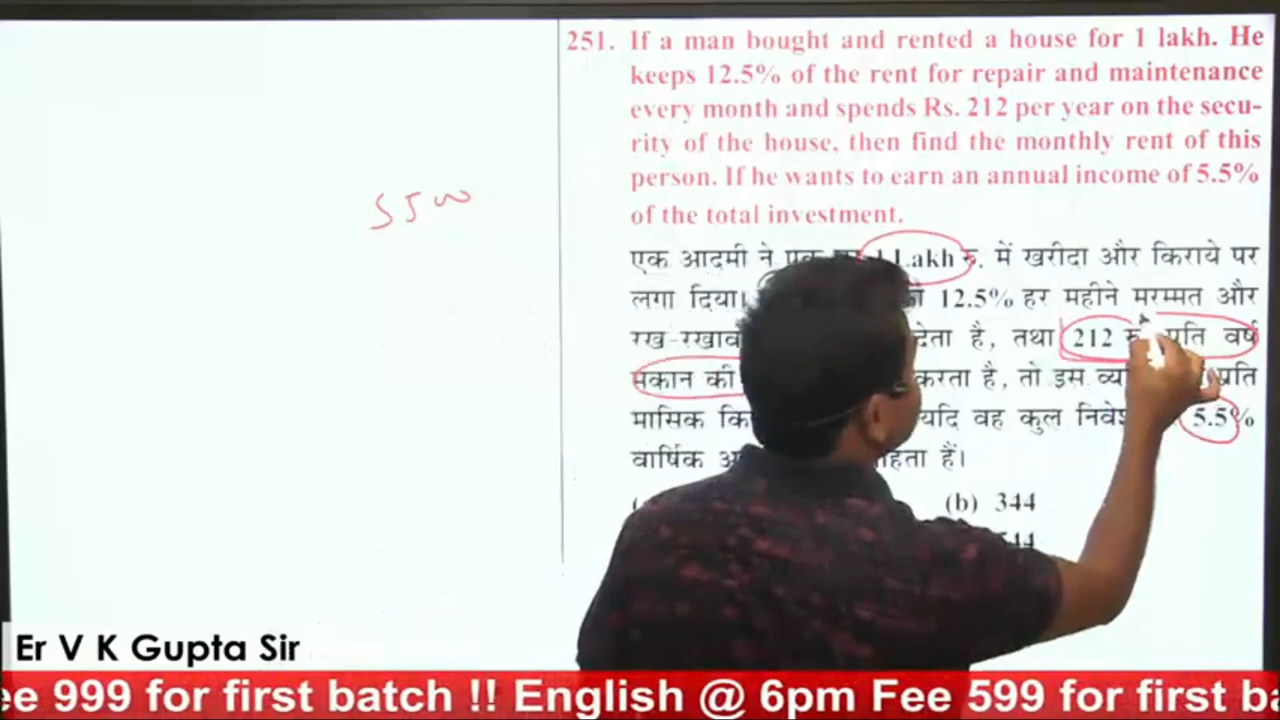 251. If a man bought and rented a house for 1 lakh. He
keeps 12.5% of the rent for repair and maintenance
every month and spends Rs. 212 per year on the secu-
rity of the house, then find the monthly rent of this
person. If he wants to earn an annual income of 5.5%
of the total investment.
5500
एक आदमी ने एक Lakh रु. में खरीदा और किराये पर
लगा दिया। 12.5% हर महीने मरम्मत और
रख-रखाव देता है, तथा 212 रु प्रति वर्ष
मकान की करता है, तो इस प्रति
मासिक यदि वह कुल 5.5%
वार्षिक हैं।
(b) 344
Er V K Gupta Sir
999 for first batch !! English @ 6pm Fee 599 for first